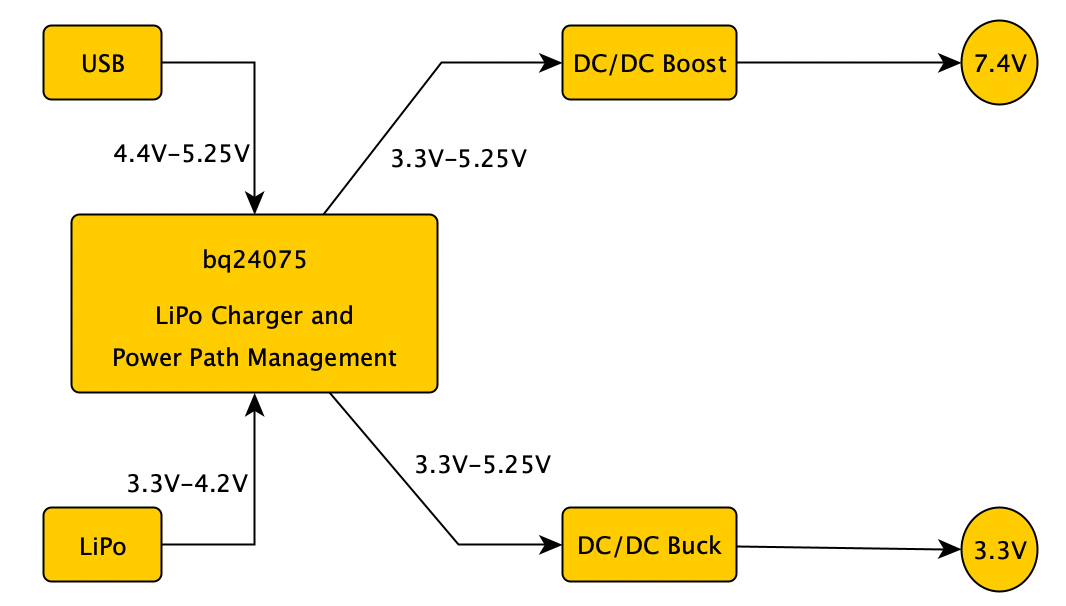 USB
DC/DC Boost
7.4V
4.4V-5.25V
3.3V-5.25V
bq24075
LiPo Charger and
Power Path Management
3.3V-4.2V
3.3V-5.25V
LiPo
DC/DC Buck
3.3V